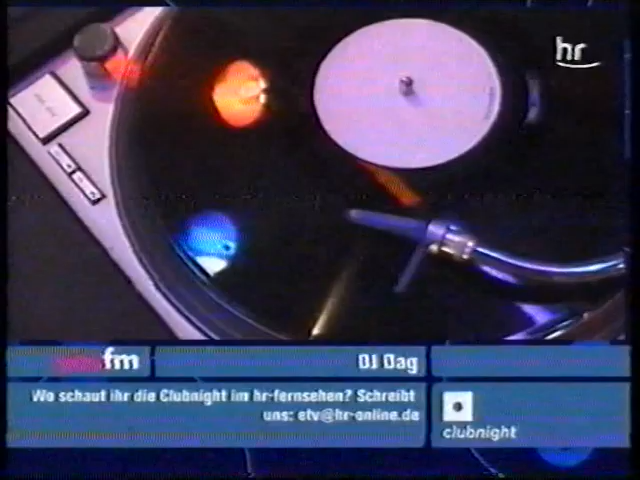 hr
fm
DJ Dag
Wo schaut ihr die Clubnight im hr-fernsehen? Schreibt
uns: etv@hr-online.de
clubnight